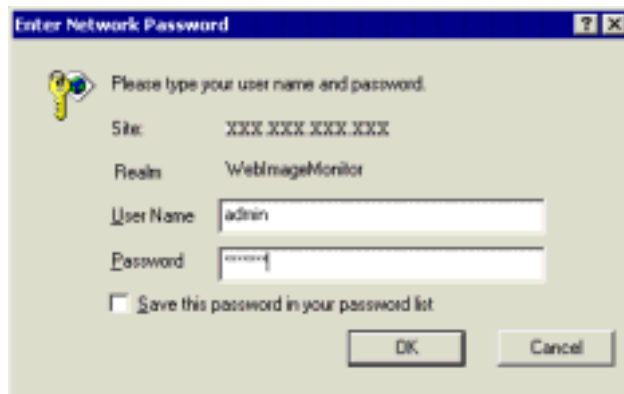 Enter Network Password
Please type your user name and password.
Site: XXX.XXX.XXX.XXX
Realm WebImageMonitor
User Name admin
Password *******
Save this password in your password list
OK Cancel